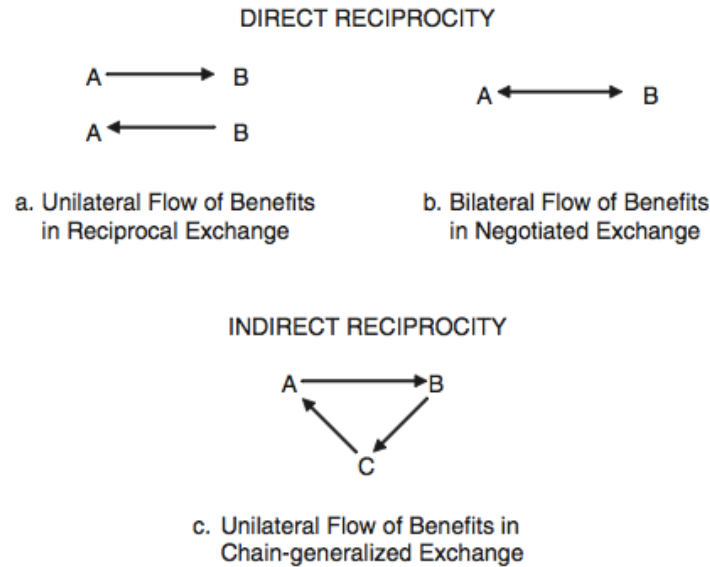 DIRECT RECIPROCITY
A B
A B
a. Unilateral Flow of Benefits
in Reciprocal Exchange
A B
b. Bilateral Flow of Benefits
in Negotiated Exchange
INDIRECT RECIPROCITY
A B
C
c. Unilateral Flow of Benefits in
Chain-generalized Exchange